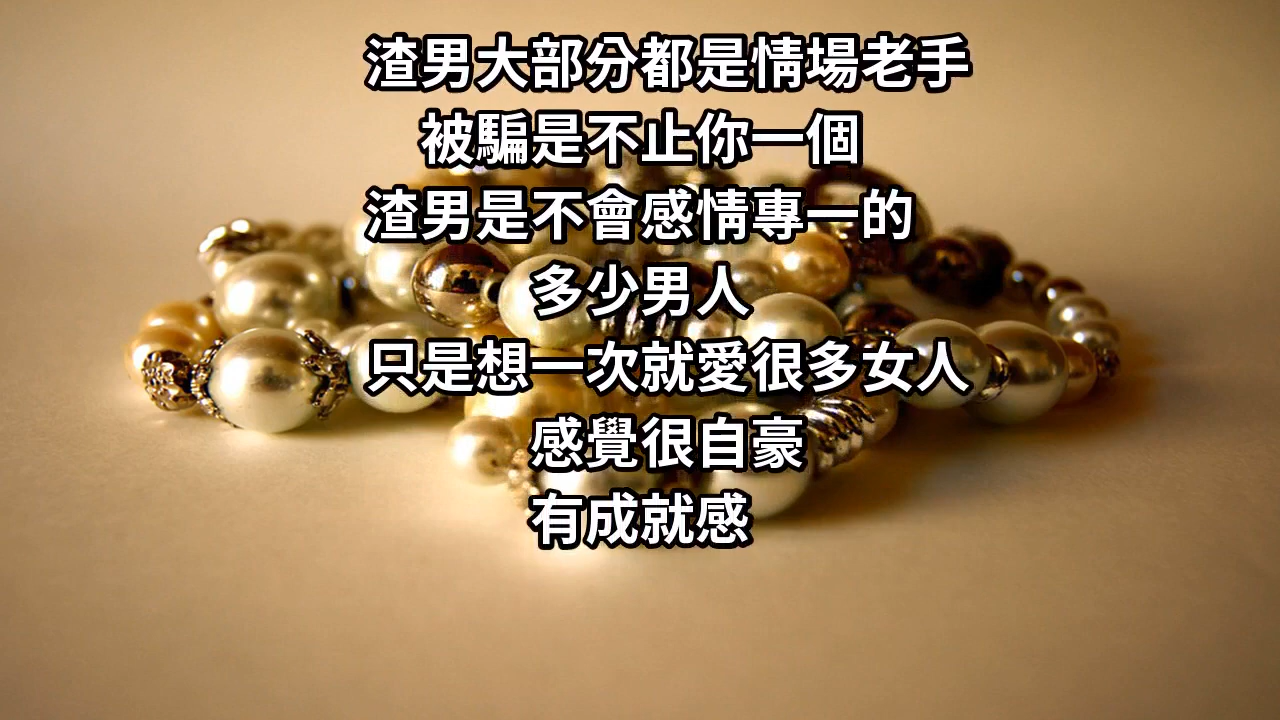 渣男大部分都是情場老手
被騙是不止你一個
渣男是不會感情專一的
多少男人
只是想一次就愛很多女人
感覺很自豪
有成就感